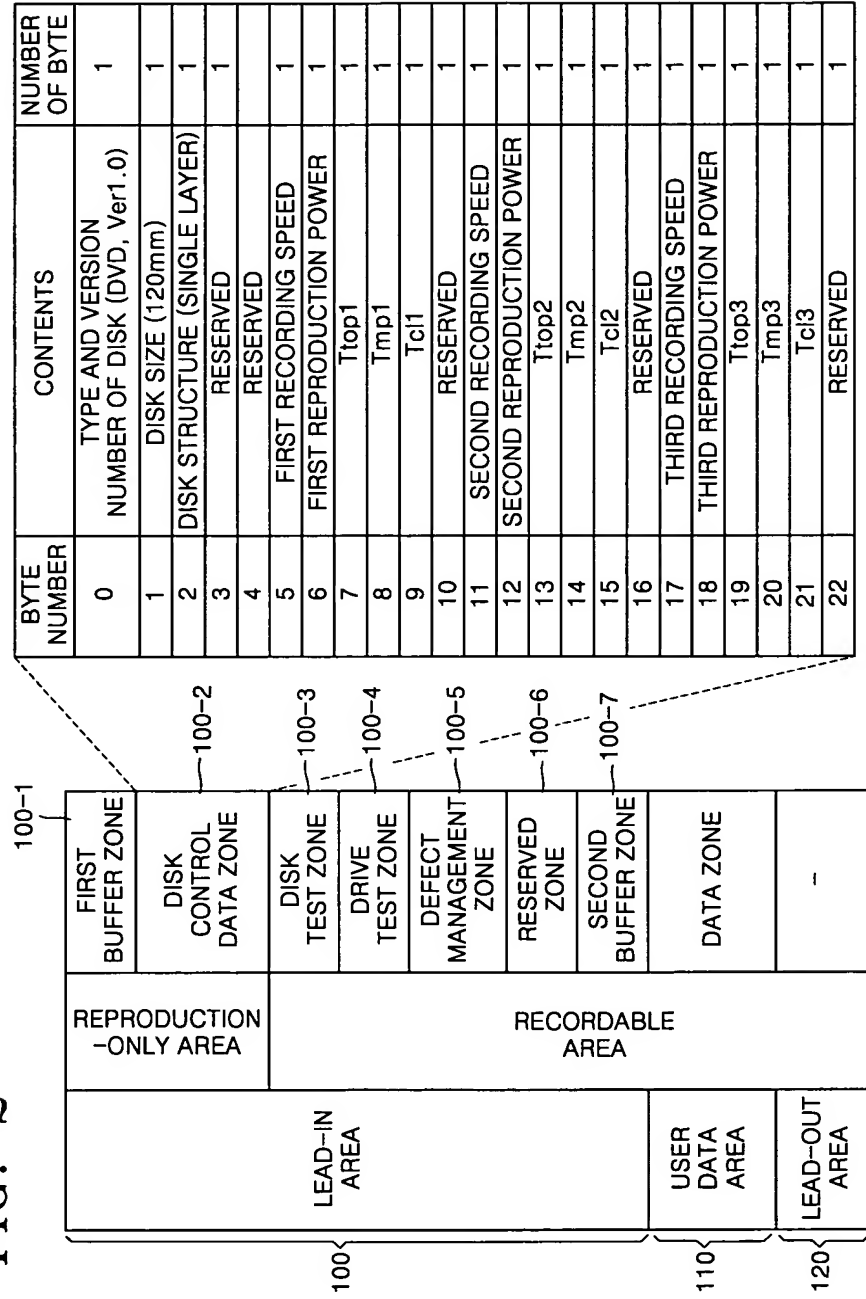 FIG. 2
100-1
FIRST
BUFFER ZONE
DISK
CONTROL
DATA ZONE
100-2
DISK
TEST ZONE
100-3
DRIVE
TEST ZONE
100-4
DEFECT
MANAGEMENT
ZONE
100-5
RESERVED
ZONE
100-6
SECOND
BUFFER ZONE
100-7
DATA ZONE
-
REPRODUCTION
-ONLY AREA
RECORDABLE
AREA
LEAD-IN
AREA
USER
DATA
AREA
LEAD-OUT
AREA
100
110
120
BYTE
NUMBER
CONTENTS
NUMBER
OF BYTE
0
TYPE AND VERSION
NUMBER OF DISK (DVD, Ver1.0)
1
1 DISK SIZE (120mm) 1
2 DISK STRUCTURE (SINGLE LAYER) 1
3 RESERVED 1
4 RESERVED
5 FIRST RECORDING SPEED 1
6 FIRST REPRODUCTION POWER 1
7 Ttop1 1
8 Tmp1 1
9 Tcl1 1
10 RESERVED 1
11 SECOND RECORDING SPEED 1
12 SECOND REPRODUCTION POWER 1
13 Ttop2 1
14 Tmp2 1
15 Tcl2 1
16 RESERVED 1
17 THIRD RECORDING SPEED 1
18 THIRD REPRODUCTION POWER 1
19 Ttop3 1
20 Tmp3 1
21 Tcl3 1
22 RESERVED 1